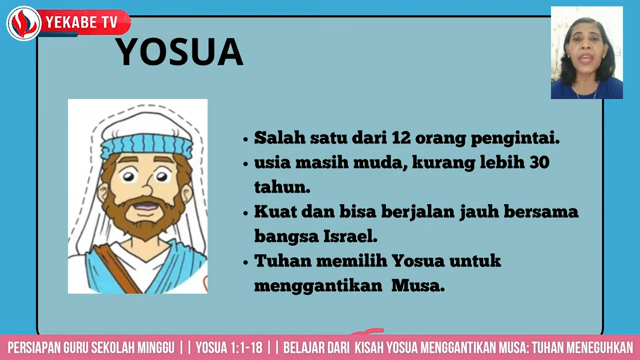 YEKABE TV
YOSUA
• Salah satu dari 12 orang pengintai.
• usia masih muda, kurang lebih 30
tahun.
• Kuat dan bisa berjalan jauh bersama
bangsa Israel.
• Tuhan memilih Yosua untuk
menggantikan Musa.
PERSIAPAN GURU SEKOLAH MINGGU || YOSUA 1:1-18 || BELAJAR DARI KISAH YOSUA MENGGANTIKAN MUSA: TUHAN MENEGUHKAN